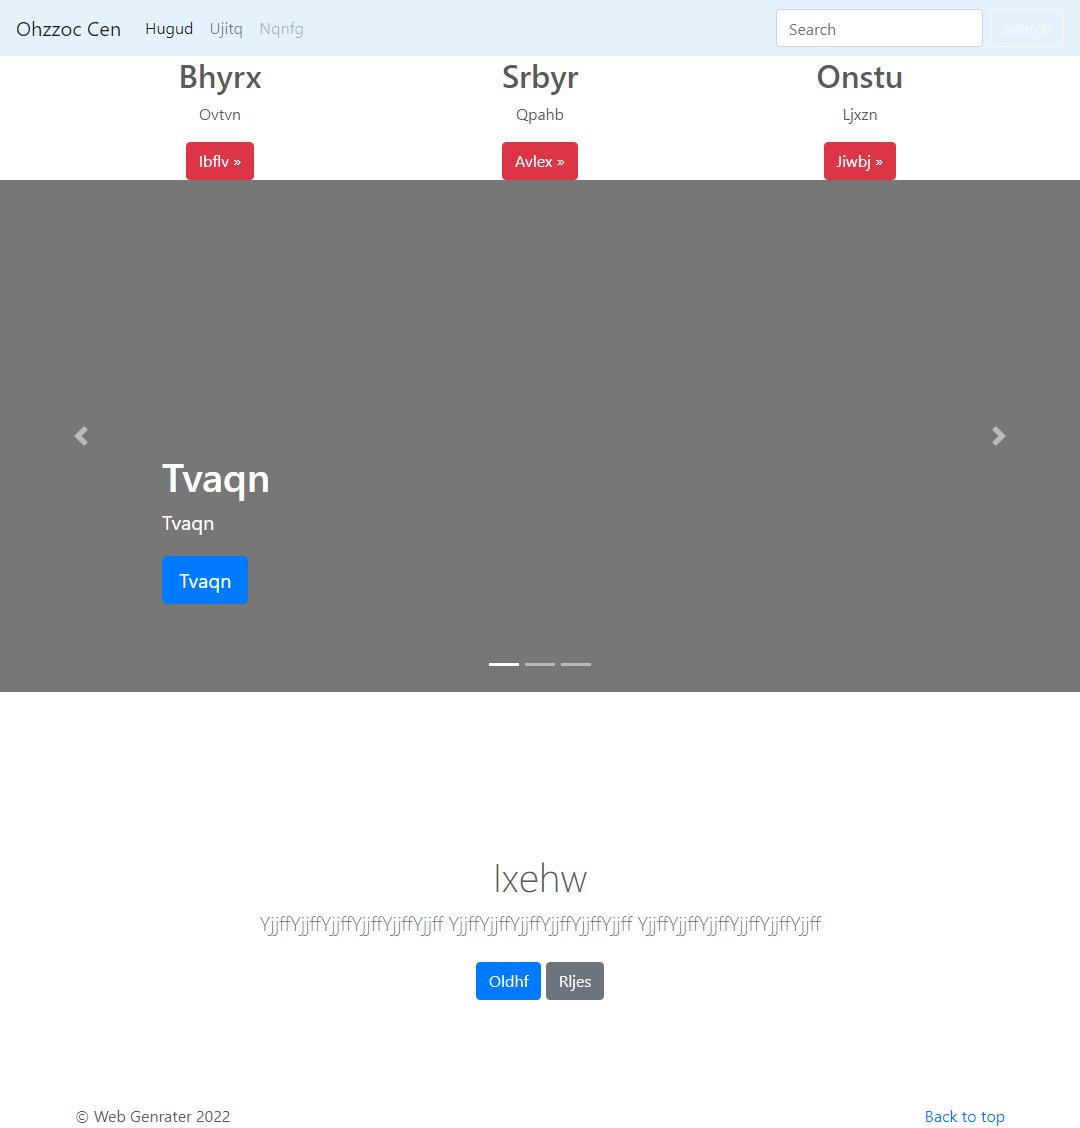 Ohzzoc Cen Hugud Ujitq Nqnfg Search Search
Bhyrx Srbyr Onstu
Ovtvn Qpahb Ljxzn
Ibflv » Avlex » Jiwbj »
Tvaqn
Tvaqn
Tvaqn
Ixehw
YjjffYjjffYjjffYjjffYjjffYjjff YjjffYjjffYjjffYjjffYjjffYjjff YjjffYjjffYjjffYjjffYjjffYjjff
Oldhf Rljes
© Web Genrater 2022 Back to top